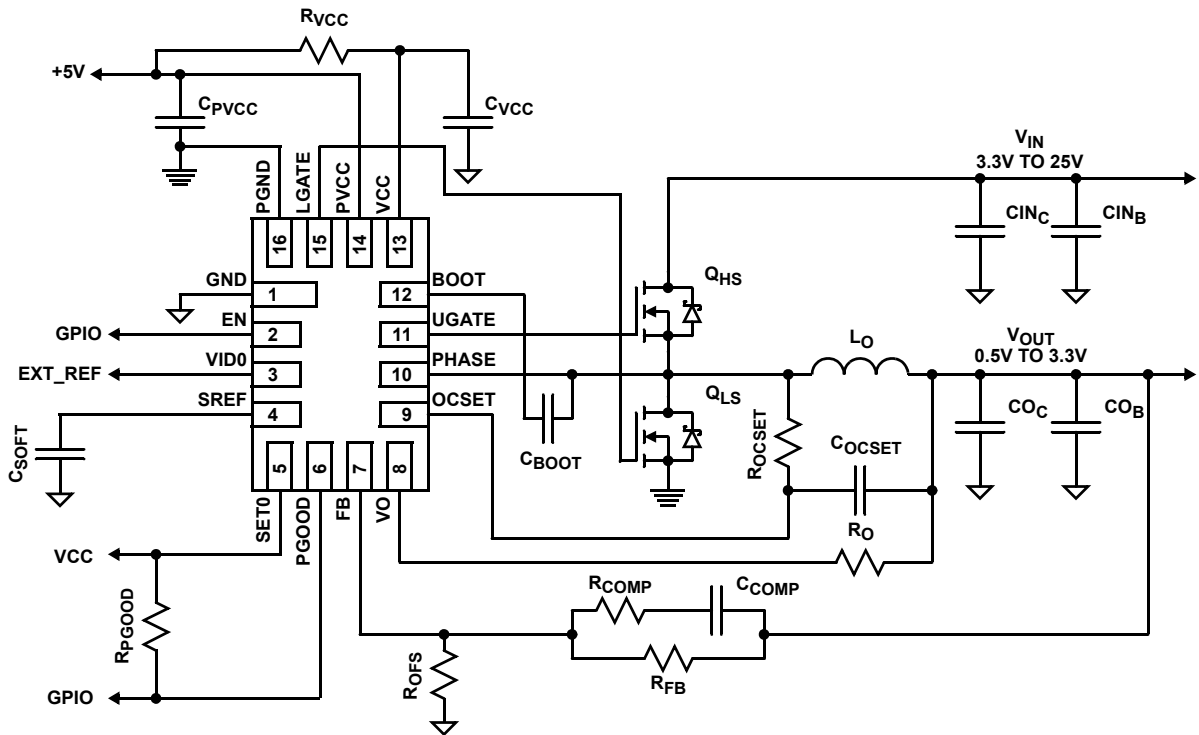 RVCC
+5V
CPVCC
CVCC
VIN
3.3V TO 25V
PGND
LGATE
PVCC
VCC
CINC
CINB
16
15
14
13
GND
1
12
BOOT
QHS
EN
GPIO
2
11
UGATE
LO
VOUT
0.5V TO 3.3V
VID0
EXT_REF
3
10
PHASE
QLS
SREF
4
9
OCSET
COC
COB
CSOFT
CBOOT
ROCSET
COCSET
5
6
7
8
SET0
PGOOD
FB
VO
RO
VCC
RPGOOD
RCOMP
CCOMP
ROFS
RFB
GPIO